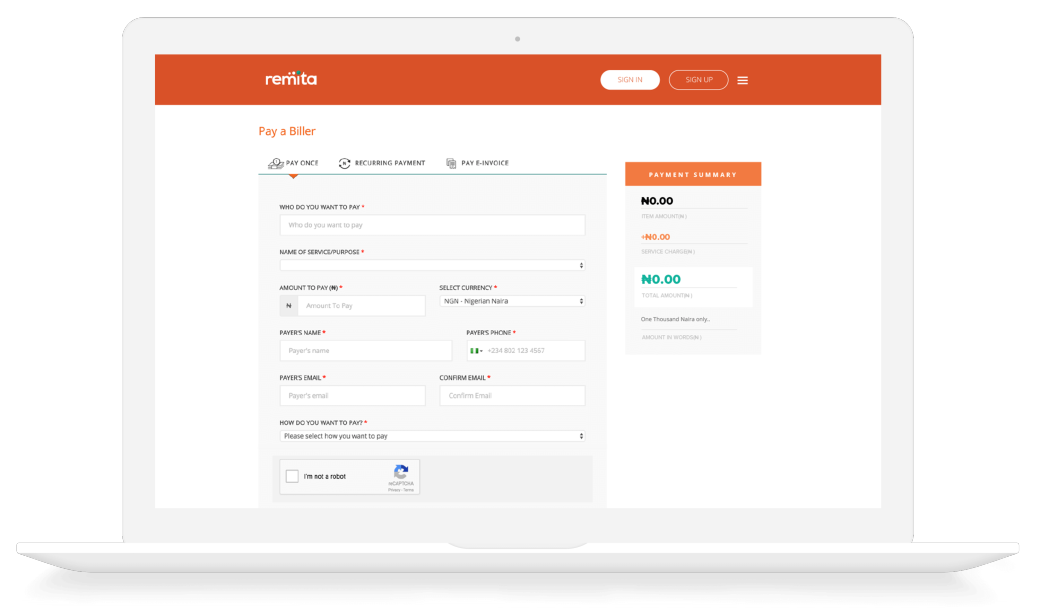 remita
SIGN IN
SIGN UP
Pay a Biller
PAY ONCE
RECURRING PAYMENT
PAY E-INVOICE
WHO DO YOU WANT TO PAY *
Who do you want to pay
NAME OF SERVICE/PURPOSE *
AMOUNT TO PAY (₦) *
SELECT CURRENCY *
₦
Amount To Pay
NGN - Nigerian Naira
PAYER'S NAME *
PAYER'S PHONE *
Payer's name
+234 802 123 4567
PAYER'S EMAIL *
CONFIRM EMAIL *
Payer's email
Confirm Email
HOW DO YOU WANT TO PAY? *
Please select how you want to pay
I'm not a robot
reCAPTCHA
Privacy - Terms
PAYMENT SUMMARY
₦0.00
ITEM AMOUNT(₦)
+₦0.00
SERVICE CHARGE(₦)
₦0.00
TOTAL AMOUNT(₦)
One Thousand Naira only..
AMOUNT IN WORDS(₦)